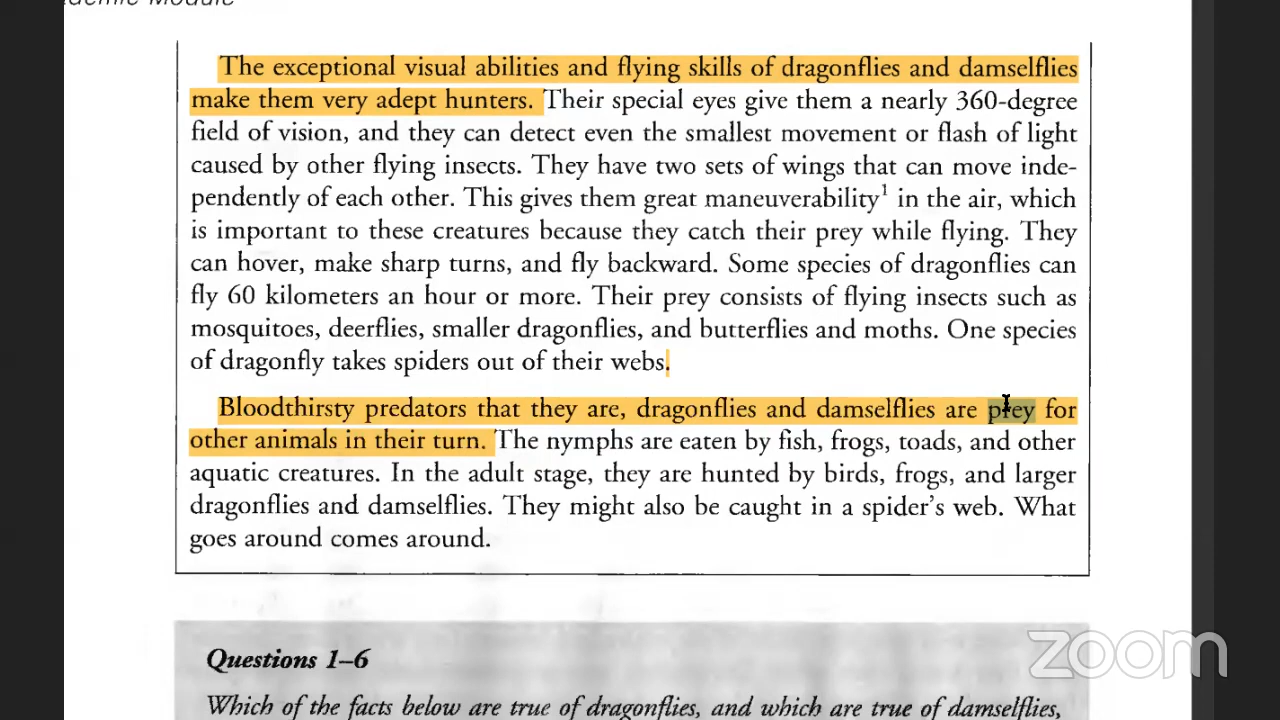 Academic Module
The exceptional visual abilities and flying skills of dragonflies and damselflies
make them very adept hunters. Their special eyes give them a nearly 360-degree
field of vision, and they can detect even the smallest movement or flash of light
caused by other flying insects. They have two sets of wings that can move inde-
pendently of each other. This gives them great maneuverability¹ in the air, which
is important to these creatures because they catch their prey while flying. They
can hover, make sharp turns, and fly backward. Some species of dragonflies can
fly 60 kilometers an hour or more. Their prey consists of flying insects such as
mosquitoes, deerflies, smaller dragonflies, and butterflies and moths. One species
of dragonfly takes spiders out of their webs.
Bloodthirsty predators that they are, dragonflies and damselflies are prey for
other animals in their turn. The nymphs are eaten by fish, frogs, toads, and other
aquatic creatures. In the adult stage, they are hunted by birds, frogs, and larger
dragonflies and damselflies. They might also be caught in a spider's web. What
goes around comes around.
Questions 1–6
zoom
Which of the facts below are true of dragonflies, and which are true of damselflies,